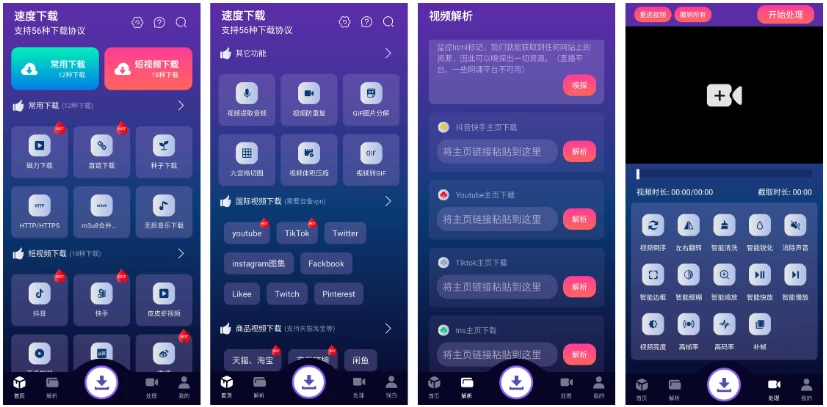 速度下载
支持56种下载协议
常用下载
12种下载
短视频下载
18种下载
常用下载 (12种下载)
HOT
磁力下载
直链下载
种子下载
HTTP
HTTP/HTTPS
m3u8
m3u8合并...
无损音乐下载
短视频下载 (18种下载)
HOT
HOT
抖音
快手
皮皮虾视频
HOT
首页
解析
处理
我的
速度下载
支持56种下载协议
其它功能
视频提取音频
视频防重复
GIF图片分解
九宫格切图
视频体积压缩
GIF
视频转GIF
国际视频下载 (需要自备vpn)
youtube
HOT
TikTok
HOT
Twitter
instagram图集
Fackbook
Likee
Twitch
Pinterest
商品视频下载 (支持天猫淘宝等)
天猫、淘宝
HOT
HOT
闲鱼
首页
解析
处理
我的
视频解析
监控html标记，我们就能获取到任何网站上的
资源，因此可以嗅探出一切资源。（直播平
台、一些网课平台不可用）
嗅探
抖音快手主页下载
将主页链接粘贴到这里
解析
Youtube主页下载
将主页链接粘贴到这里
解析
Tiktok主页下载
将主页链接粘贴到这里
解析
Ins主页下载
将主页链接粘贴到这里
解析
首页
解析
处理
我的
重选视频
撤销所有
开始处理
视频时长: 00:00/00:00
截取时长: 00:00
视频倒序
左右翻转
智能清洗
智能锐化
消除声音
智能边框
智能模糊
智能缩放
智能快放
智能慢放
视频亮度
高帧率
高码率
补帧
首页
解析
处理
我的